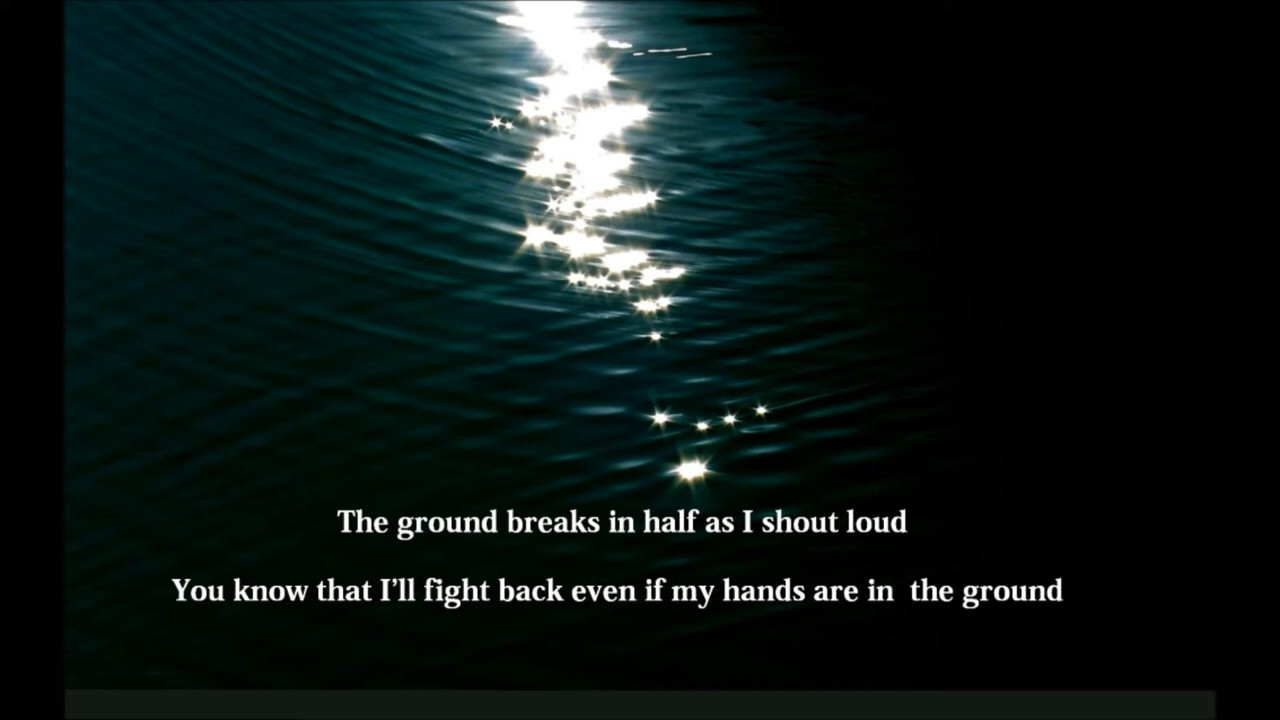 The ground breaks in half as I shout loud
You know that I’ll fight back even if my hands are in  the ground